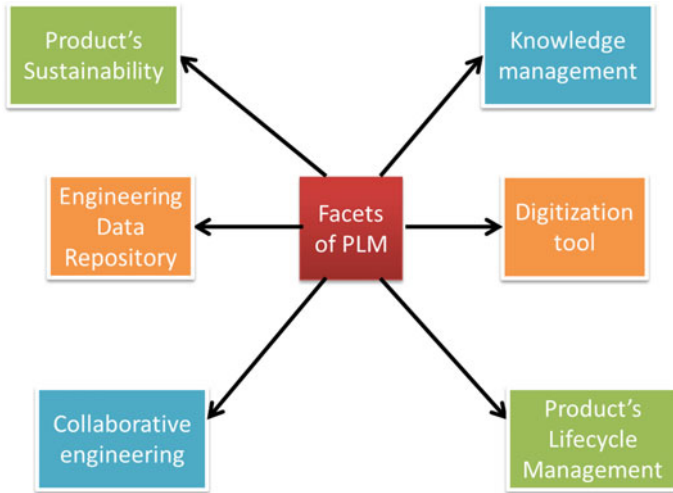 Product's
Sustainability
Knowledge
management
Engineering
Data
Repository
Facets
of PLM
Digitization
tool
Collaborative
engineering
Product's
Lifecycle
Management